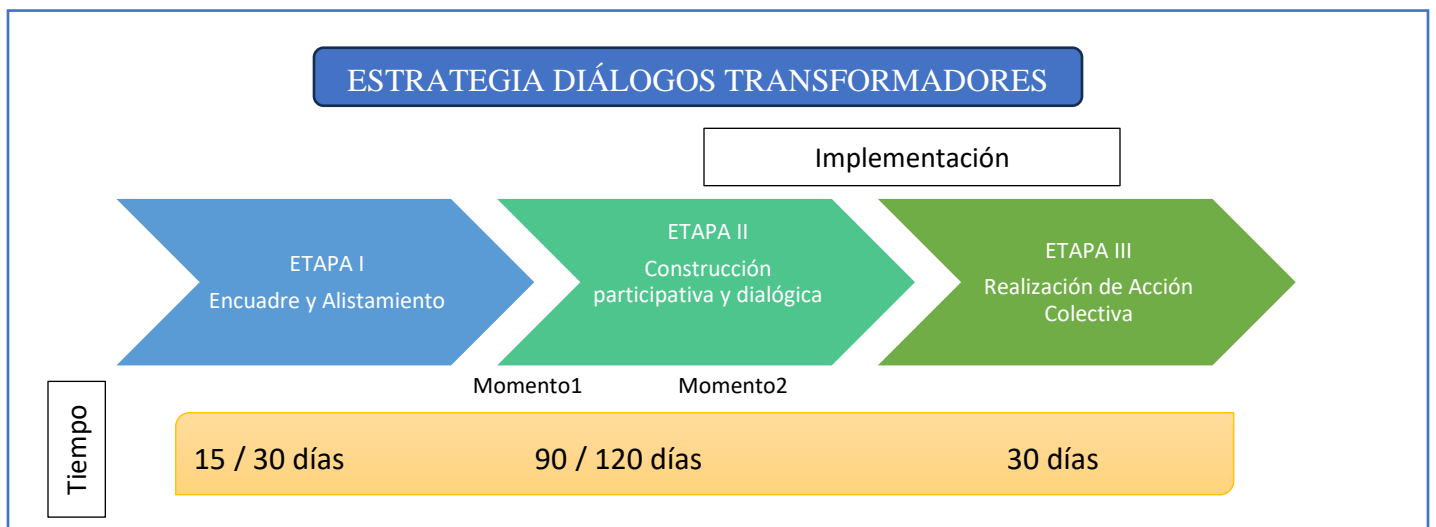 ESTRATEGIA DIÁLOGOS TRANSFORMADORES
Implementación
ETAPA I
Encuadre y Alistamiento
ETAPA II
Construcción
participativa y dialógica
ETAPA III
Realización de Acción
Colectiva
Momento1
Momento2
Tiempo
15 / 30 días
90 / 120 días
30 días